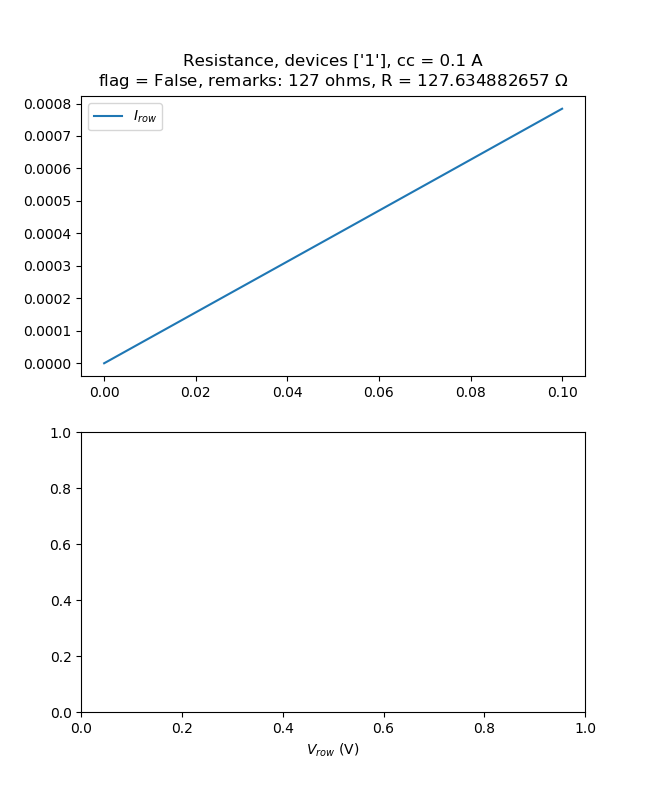 Resistance, devices ['1'], cc = 0.1 A
flag = False, remarks: 127 ohms, R = 127.634882657 Ω
I_row
0.0008
0.0007
0.0006
0.0005
0.0004
0.0003
0.0002
0.0001
0.0000
0.00 0.02 0.04 0.06 0.08 0.10
1.0
0.8
0.6
0.4
0.2
0.0
0.0 0.2 0.4 0.6 0.8 1.0
V_row (V)